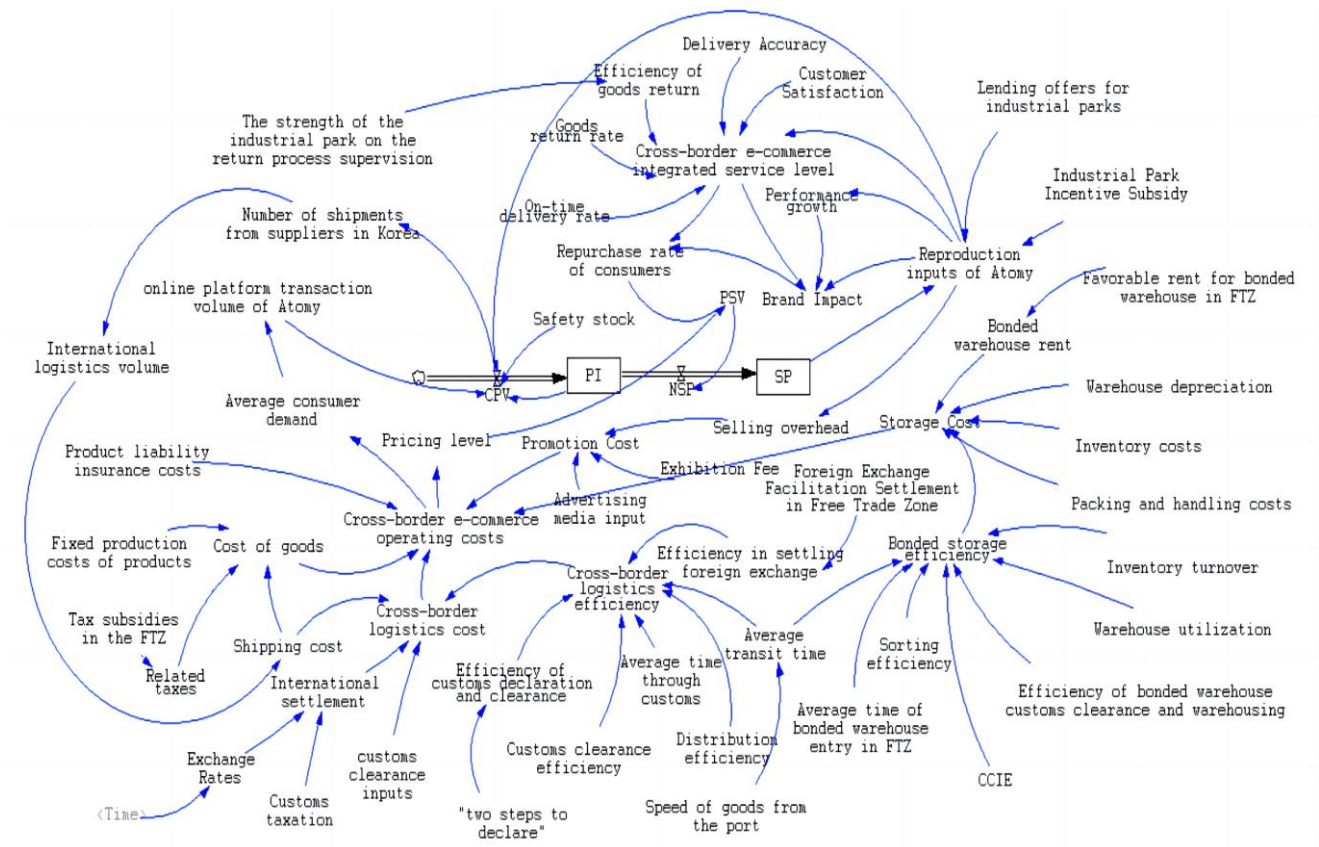 Delivery Accuracy
Efficiency of
goods return
Customer
Satisfaction
Lending offers for
industrial parks
The strength of the
industrial park on the
return process supervision
Goods
return rate
Cross-border e-commerce
integrated service level
Industrial Park
Incentive Subsidy
Performance
growth
Number of shipments
from suppliers in Korea
On-time
delivery rate
Repurchase rate
of consumers
Reproduction
inputs of Atomy
Favorable rent for bonded
warehouse in FTZ
online platform transaction
volume of Atomy
PSV
Brand Impact
Safety stock
Bonded
warehouse rent
International
logistics volume
PI
SP
CPV
NSP
Warehouse depreciation
Average consumer
demand
Pricing level
Promotion Cost
Selling overhead
Storage Cost
Inventory costs
Product liability
insurance costs
Exhibition Fee
Foreign Exchange
Facilitation Settlement
in Free Trade Zone
Advertising
media input
Packing and handling costs
Cross-border e-commerce
operating costs
Fixed production
costs of products
Cost of goods
Efficiency in settling
foreign exchange
Bonded storage
efficiency
Inventory turnover
Cross-border
logistics
efficiency
Tax subsidies
in the FTZ
Shipping cost
Cross-border
logistics cost
Average
transit time
Sorting
efficiency
Warehouse utilization
Related
taxes
International
settlement
Efficiency of
customs declaration
and clearance
Average time
through
customs
Efficiency of bonded warehouse
customs clearance and warehousing
Average time of
bonded warehouse
entry in FTZ
Exchange
Rates
customs
clearance
inputs
Customs clearance
efficiency
Distribution
efficiency
CCIE
<Time>
Customs
taxation
"two steps to
declare"
Speed of goods from
the port